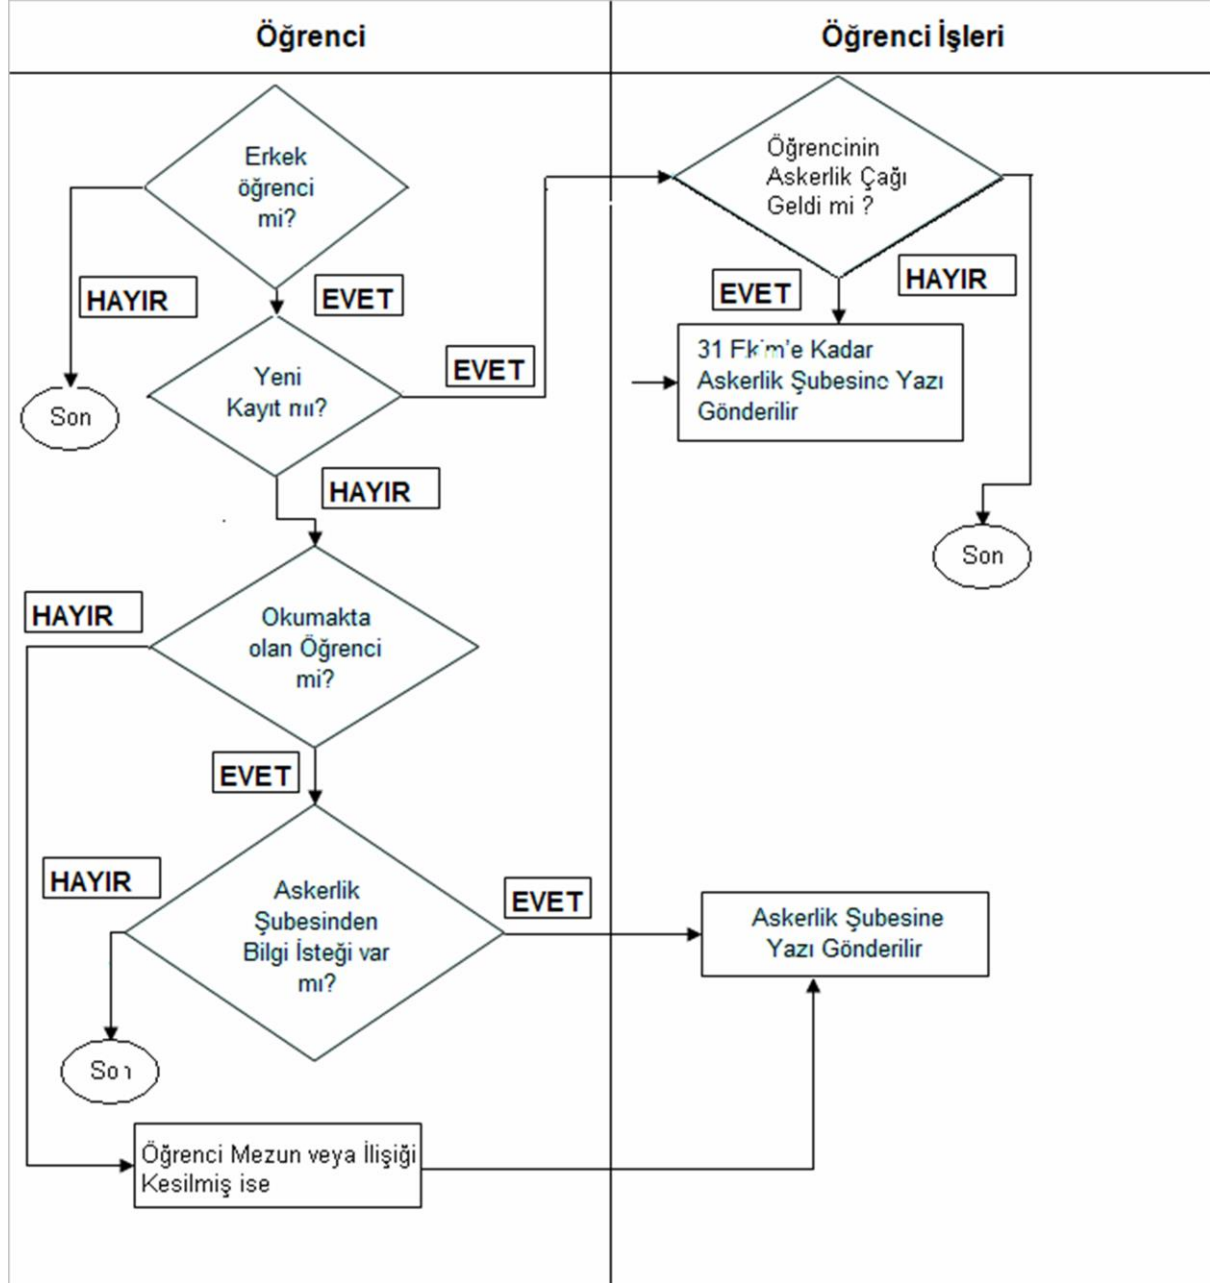 Öğrenci
Öğrenci İşleri
Erkek
öğrenci
mi?
HAYIR
EVET
Son
Yeni
Kayıt mı?
EVET
HAYIR
Öğrencinin
Askerlik Çağı
Geldi mi ?
EVET
HAYIR
31 Ekim'e Kadar
Askerlik Şubesine Yazı
Gönderilir
Son
HAYIR
Okumakta
olan Öğrenci
mi?
EVET
HAYIR
Askerlik
Şubesinden
Bilgi İsteği var
mı?
EVET
Askerlik Şubesine
Yazı Gönderilir
Son
Öğrenci Mezun veya İlişiği
Kesilmiş ise